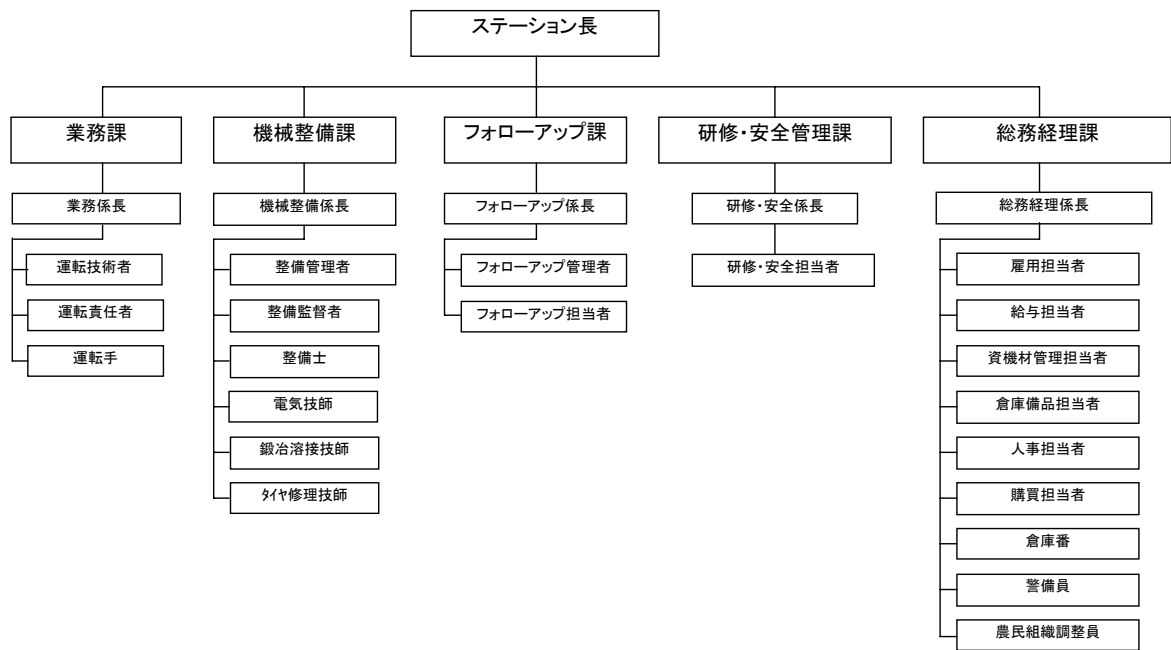 ステーション長
業務課
機械整備課
フォローアップ課
研修・安全管理課
総務経理課
業務係長
機械整備係長
フォローアップ係長
研修・安全係長
総務経理係長
運転技術者
整備管理者
フォローアップ管理者
研修・安全担当者
雇用担当者
運転責任者
整備監督者
フォローアップ担当者
給与担当者
運転手
整備士
資機材管理担当者
電気技師
倉庫備品担当者
鍛冶溶接技師
人事担当者
タイヤ修理技師
購買担当者
倉庫番
警備員
農民組織調整員